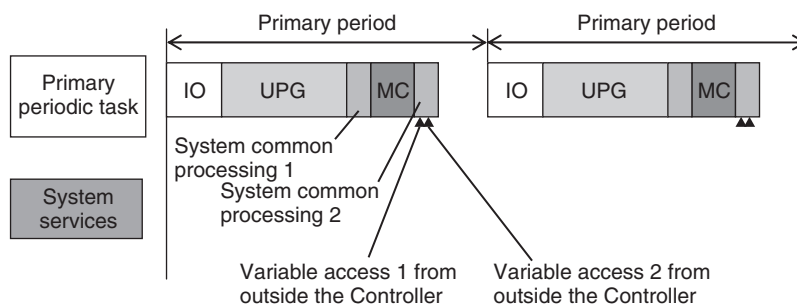 Primary period
Primary period
Primary
periodic task
IO
UPG
MC
IO
UPG
MC
System common
processing 1
System common
processing 2
System
services
Variable access 1 from
outside the Controller
Variable access 2 from
outside the Controller